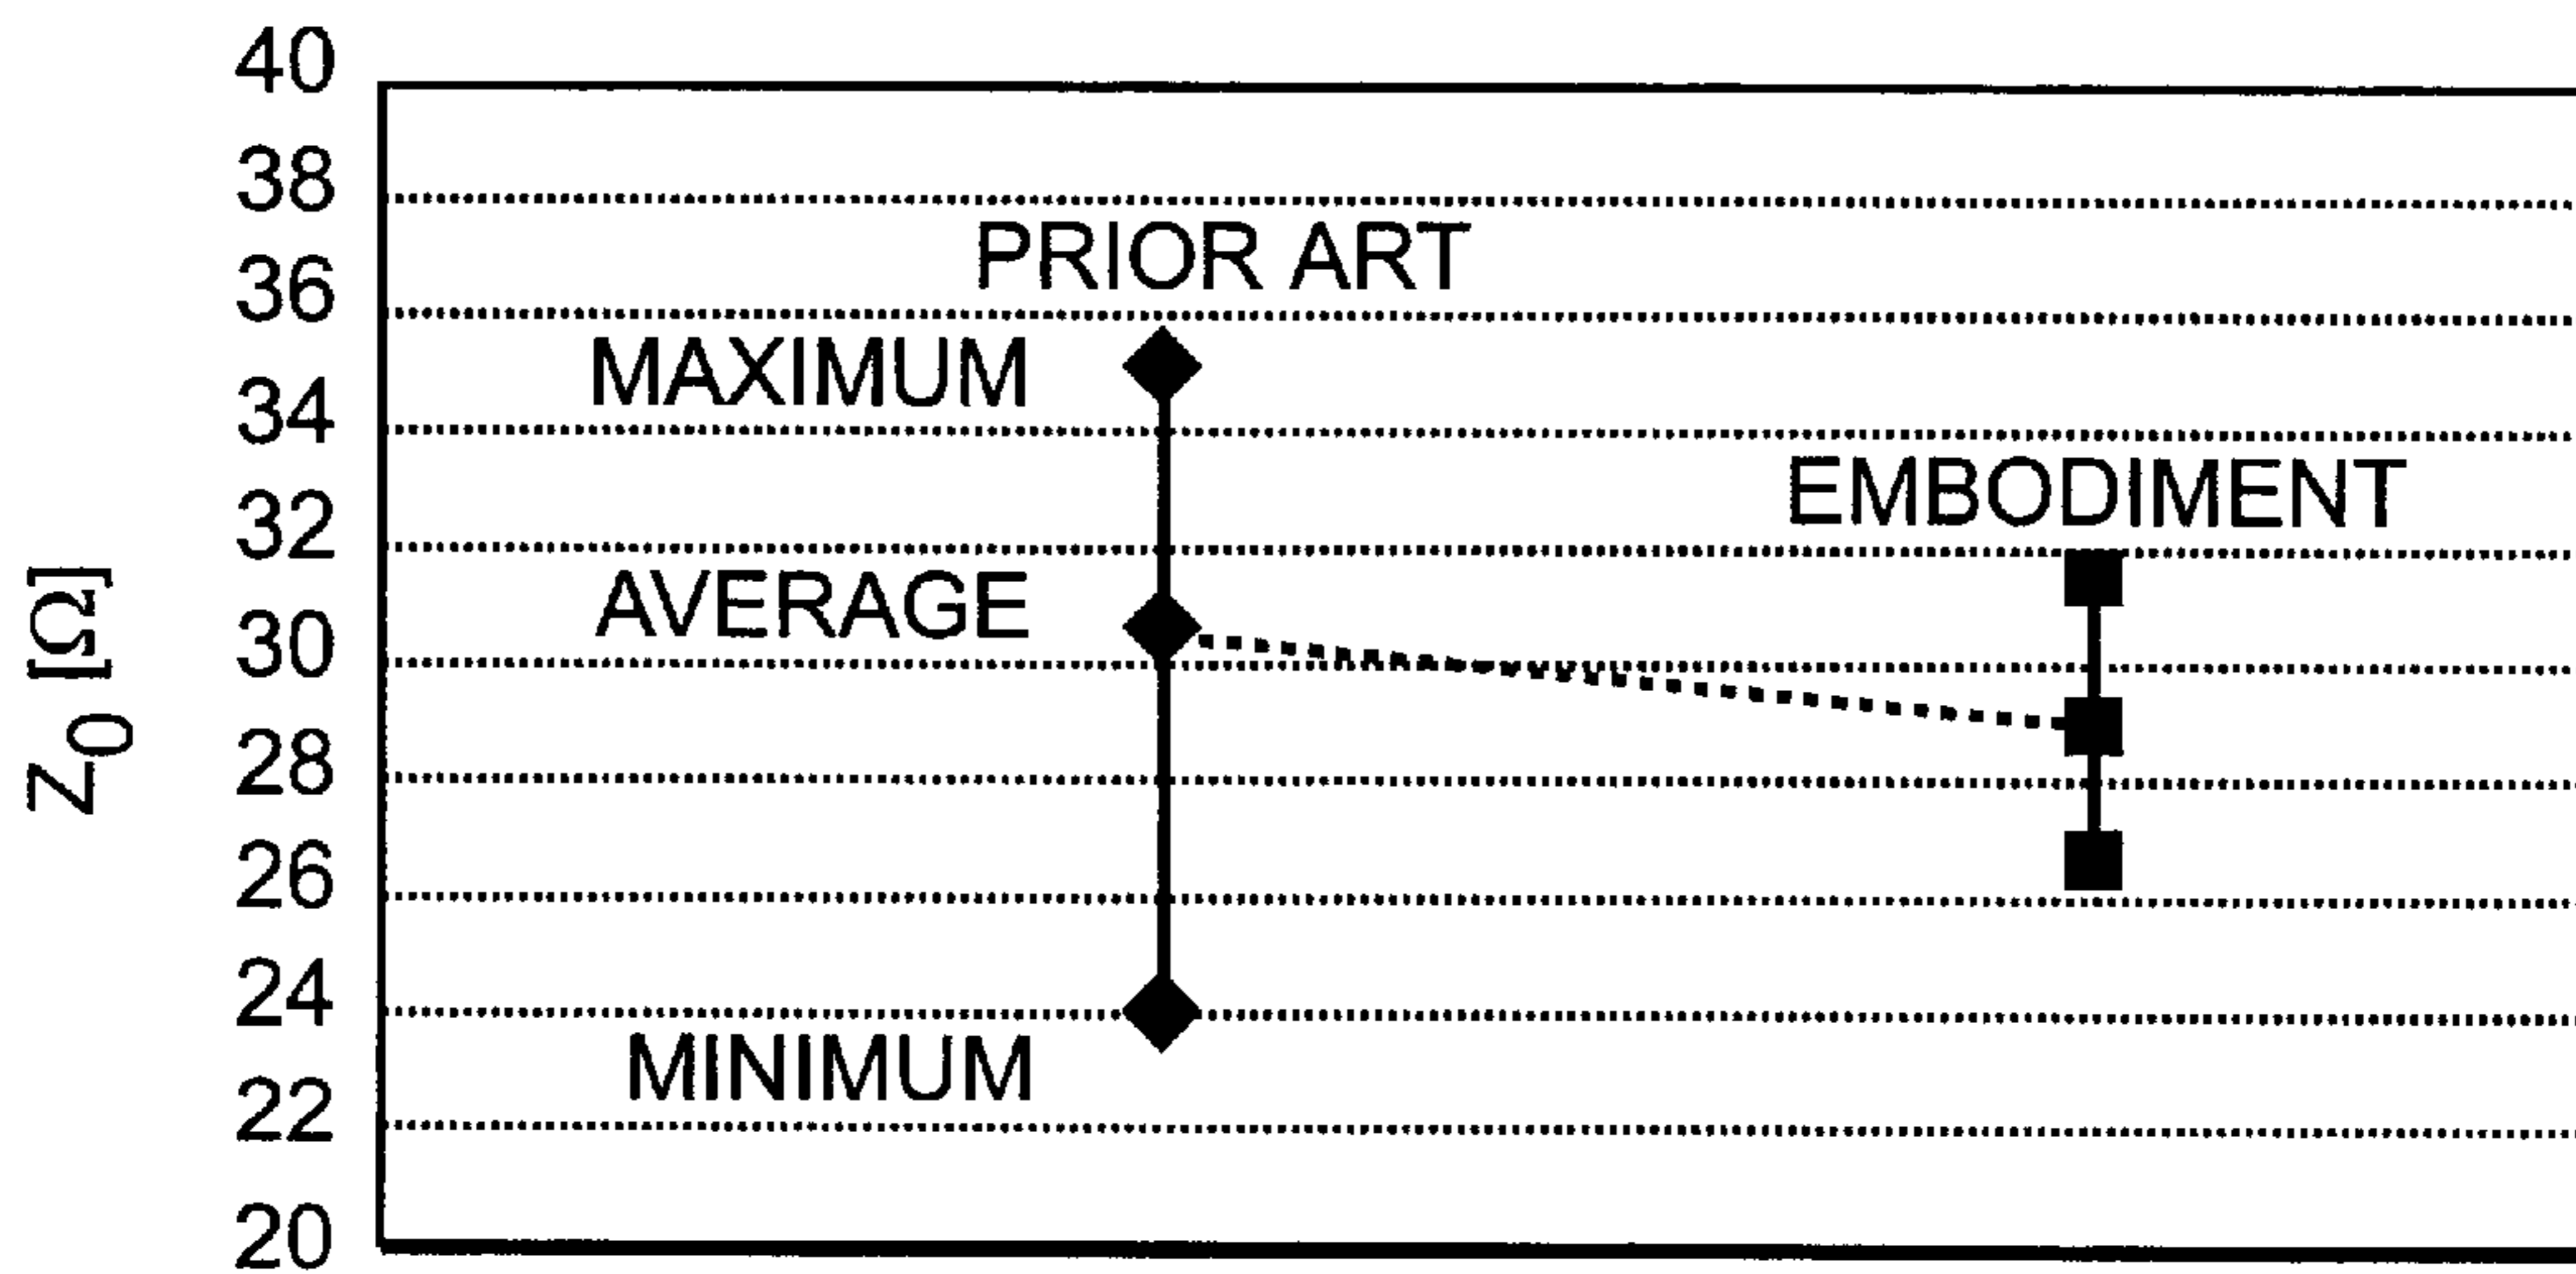 40
38
PRIOR ART
36
MAXIMUM
34
EMBODIMENT
32
AVERAGE
30
Z0 [Ω]
28
26
24
MINIMUM
22
20